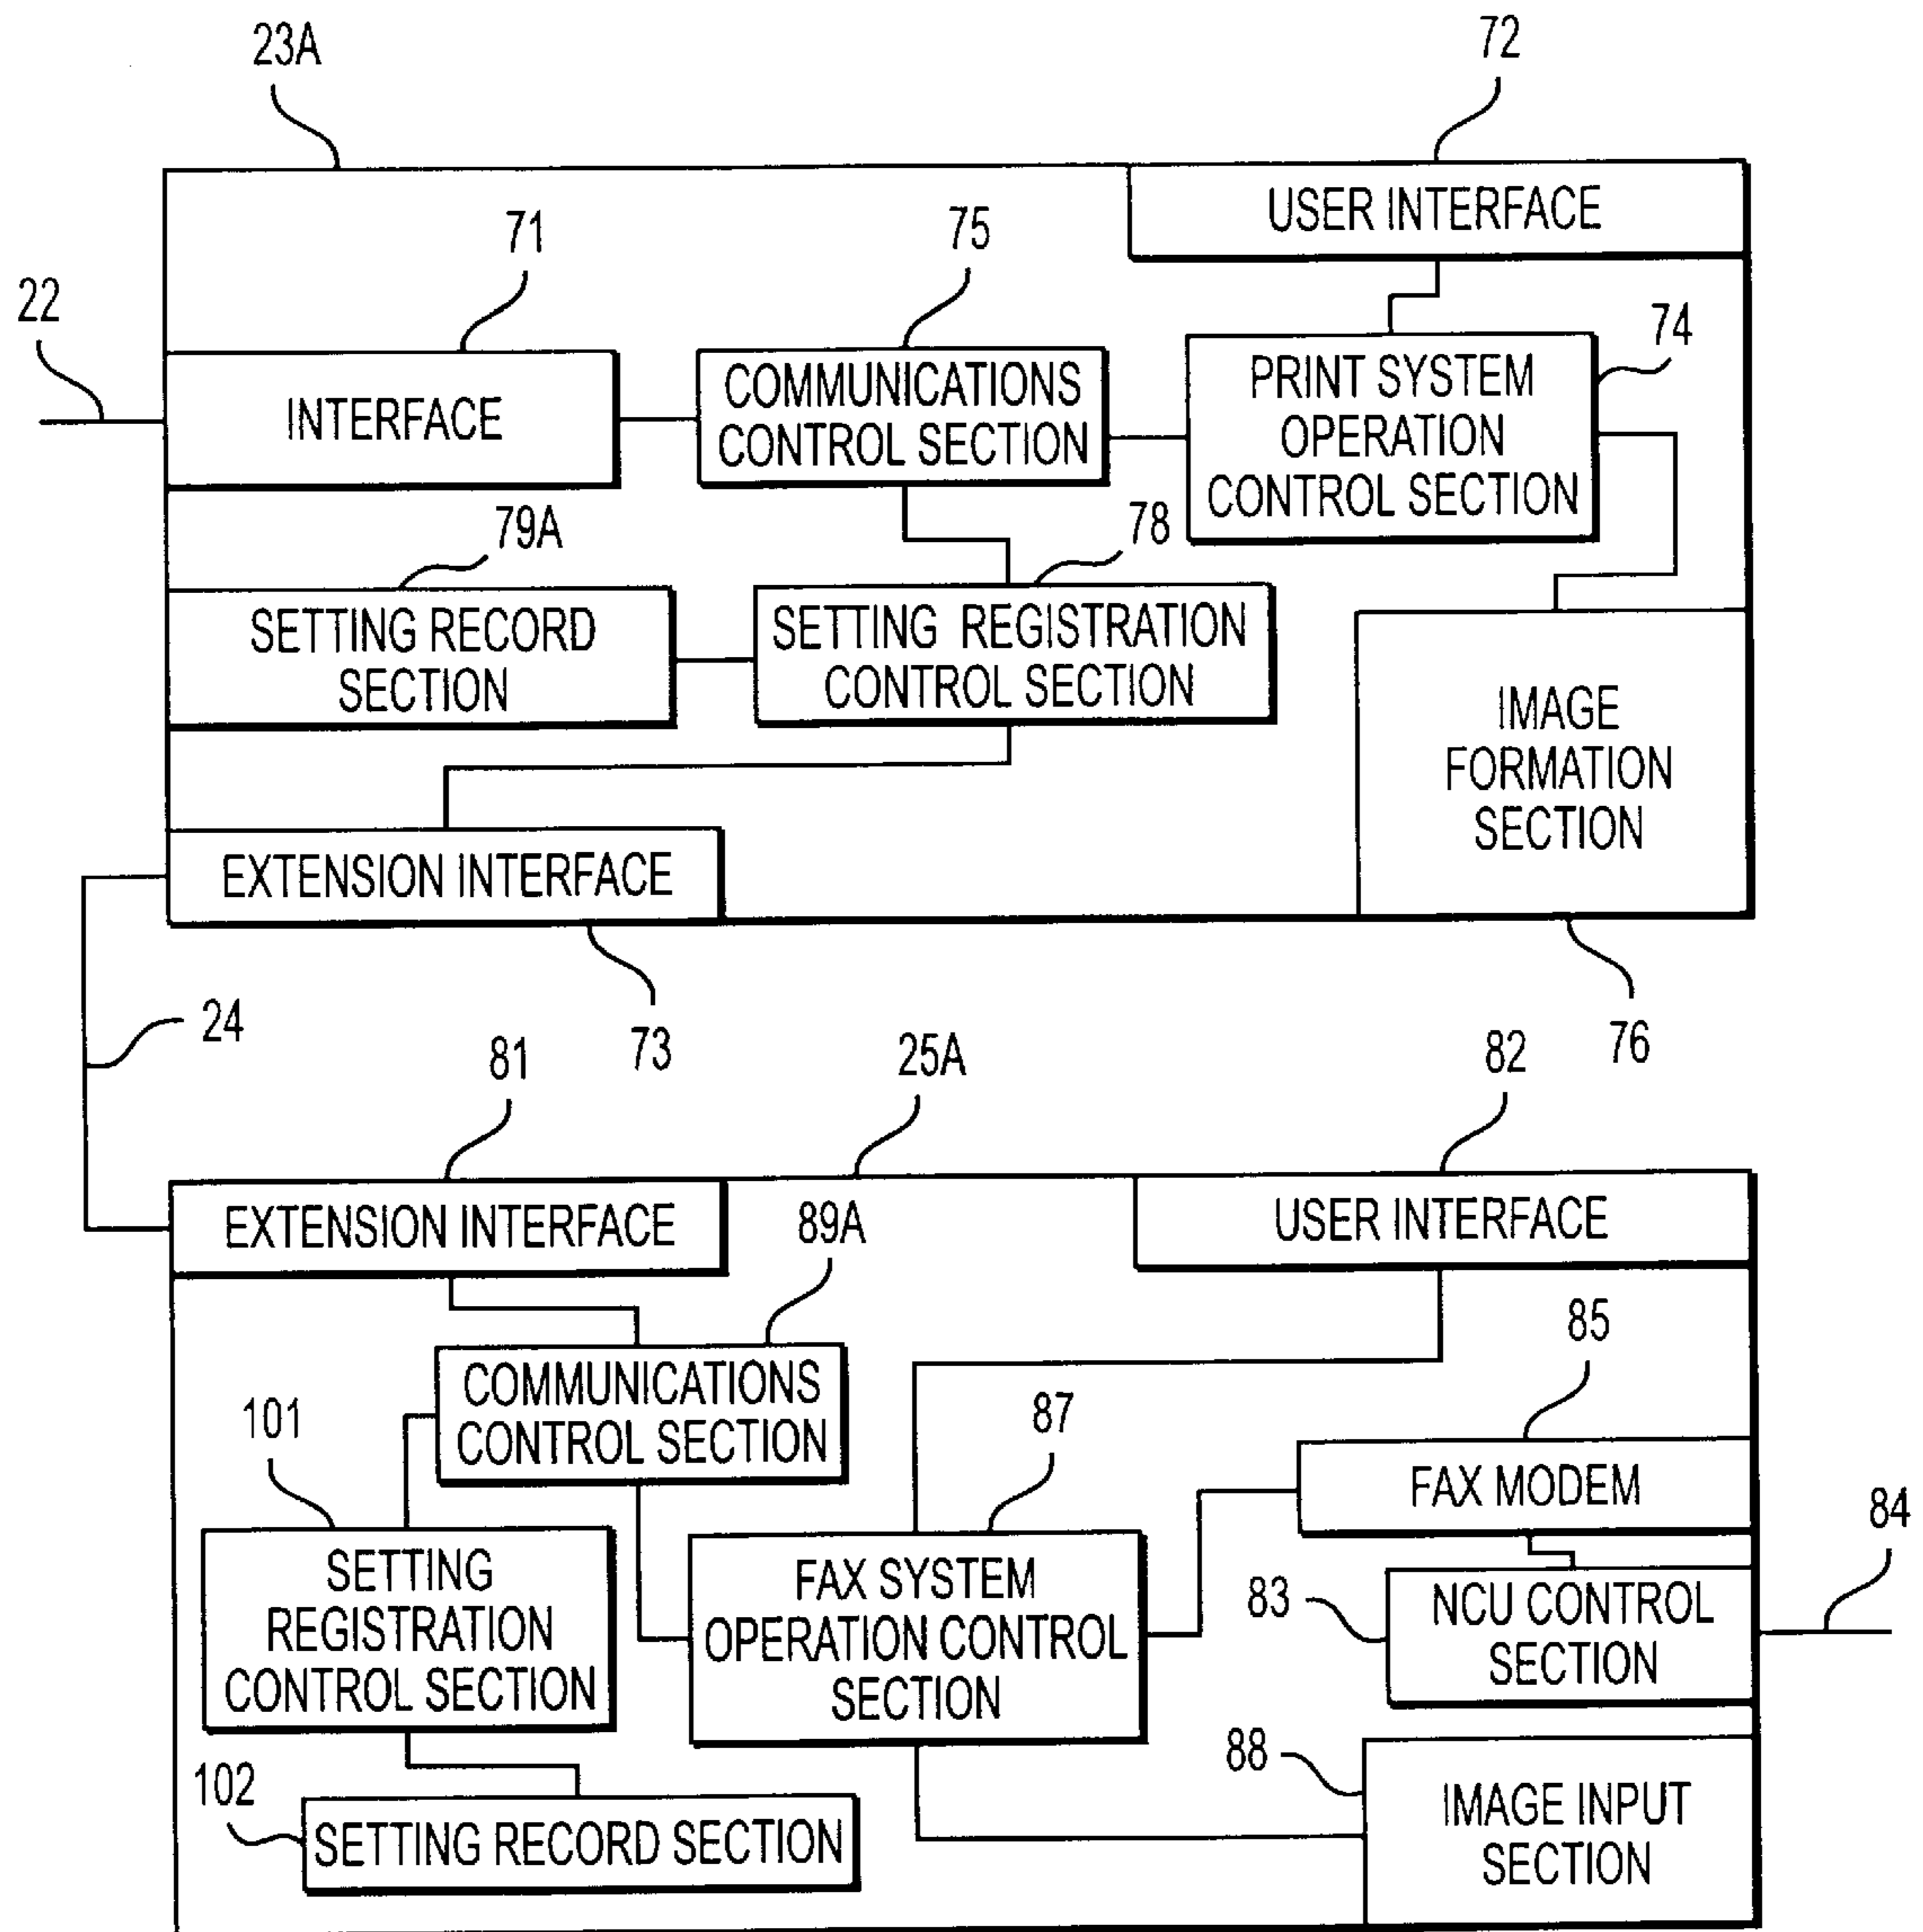 23A
72
USER INTERFACE
71
75
22
74
INTERFACE
COMMUNICATIONS
CONTROL SECTION
PRINT SYSTEM
OPERATION
CONTROL SECTION
79A
78
SETTING RECORD
SECTION
SETTING REGISTRATION
CONTROL SECTION
IMAGE
FORMATION
SECTION
EXTENSION INTERFACE
24
73
76
81
25A
82
EXTENSION INTERFACE
89A
USER INTERFACE
COMMUNICATIONS
CONTROL SECTION
85
101
87
FAX MODEM
84
SETTING
REGISTRATION
CONTROL SECTION
FAX SYSTEM
OPERATION CONTROL
SECTION
83
NCU CONTROL
SECTION
102
88
SETTING RECORD SECTION
IMAGE INPUT
SECTION